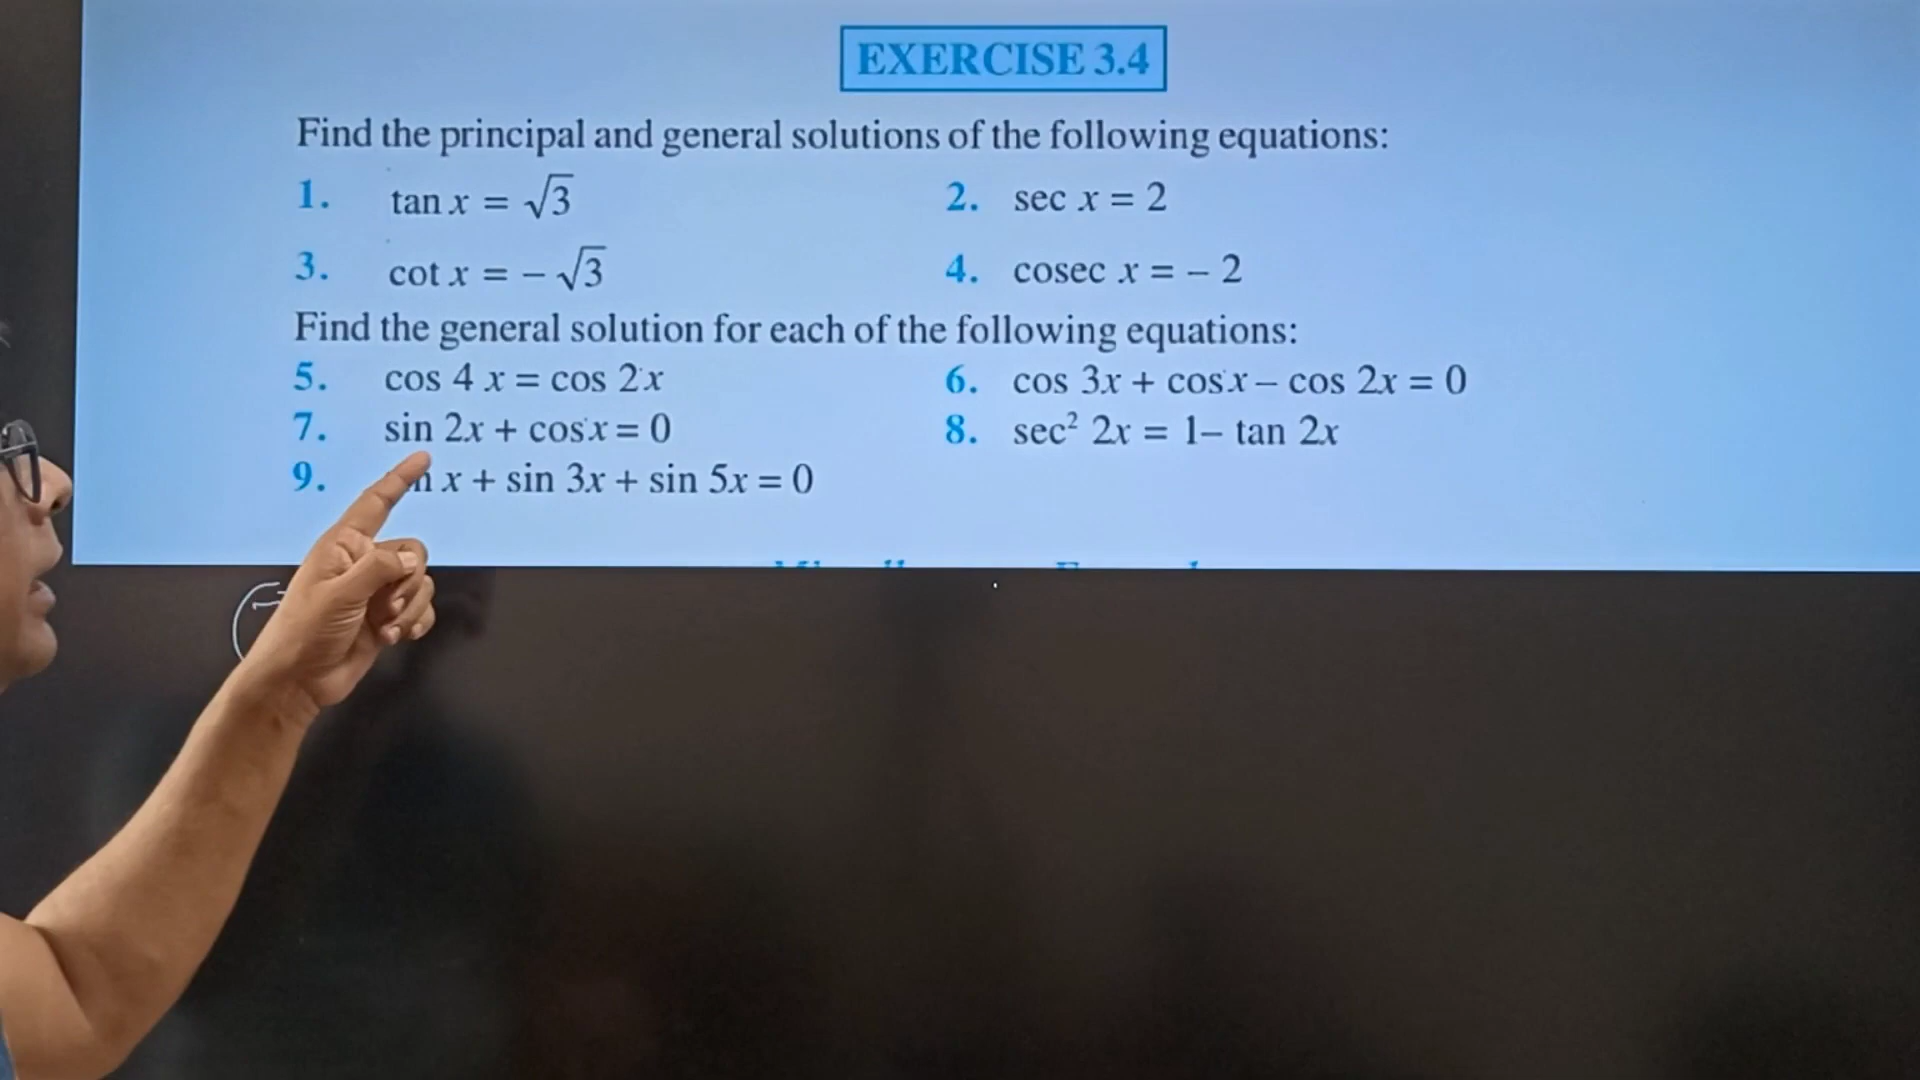 EXERCISE 3.4
Find the principal and general solutions of the following equations:
1. tan x = √3
2. sec x = 2
3. cot x = – √3
4. cosec x = – 2
Find the general solution for each of the following equations:
5. cos 4 x = cos 2 x
6. cos 3x + cos x – cos 2x = 0
7. sin 2x + cos x = 0
8. sec² 2x = 1– tan 2x
9. x + sin 3x + sin 5x = 0